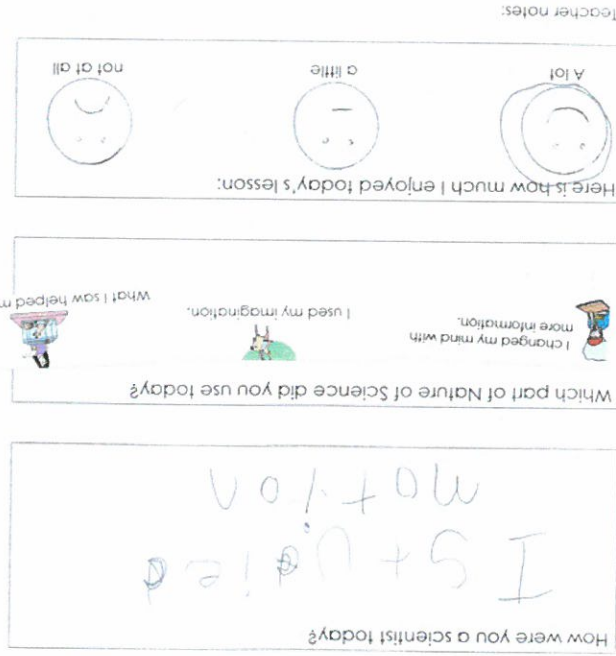 How were you a scientist today?
I studied
motion
Which part of Nature of Science did you use today?
I changed my mind with
more information.
I used my imagination.
What I saw helped m
Here is how much I enjoyed today's lesson:
A lot
a little
not at all
Teacher notes: